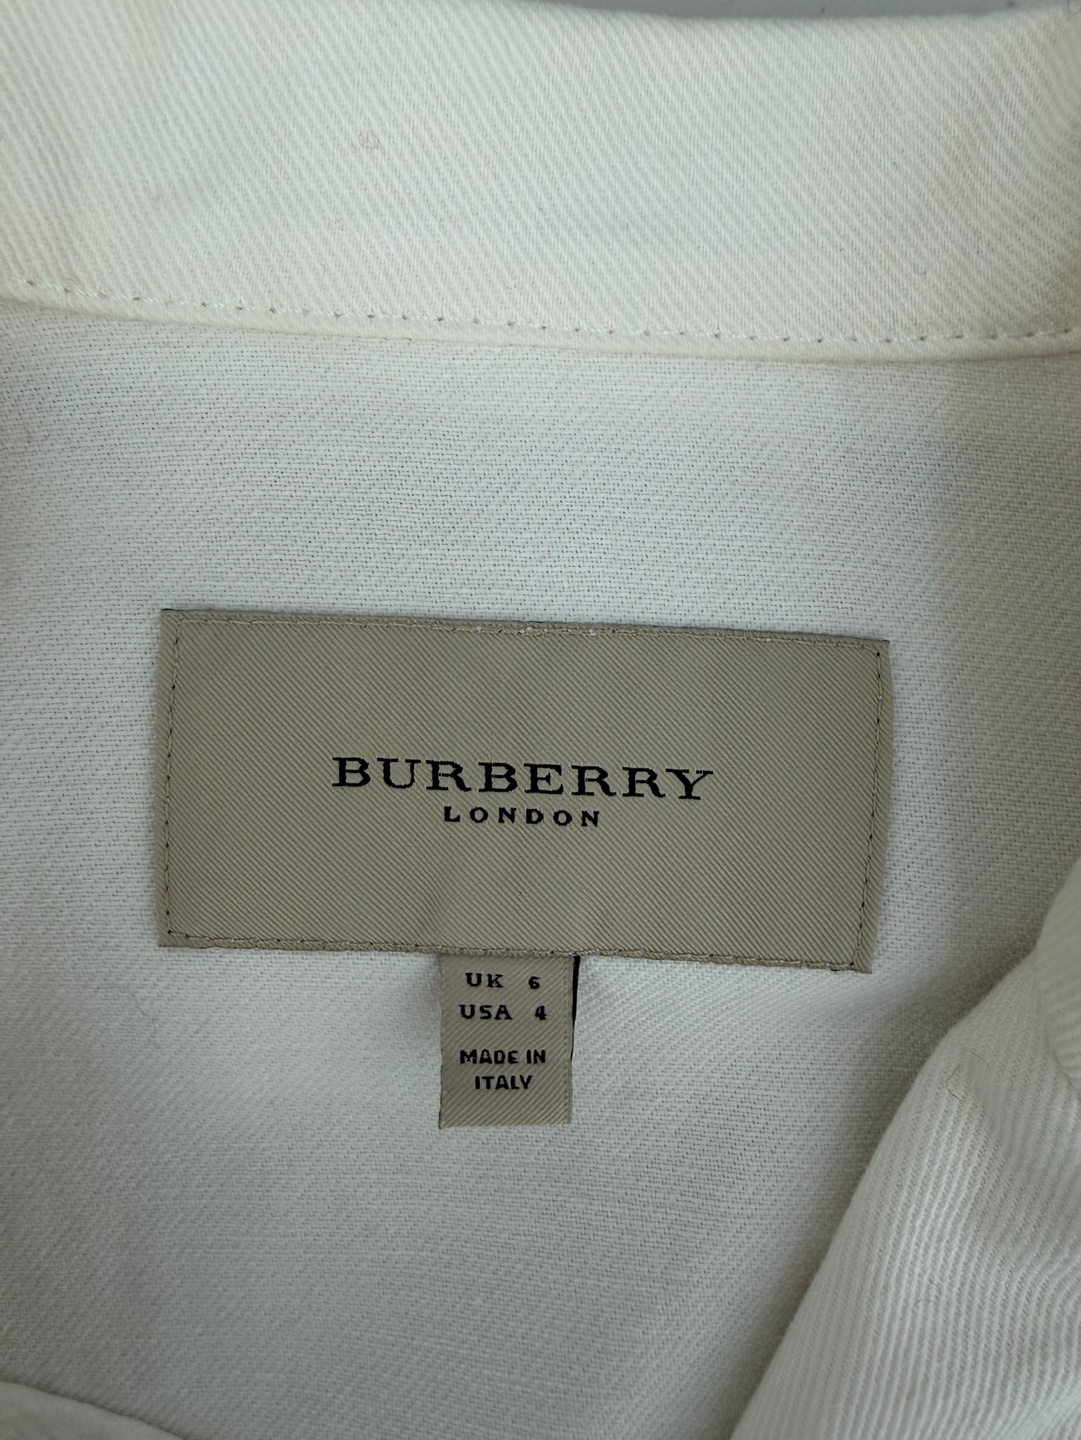 BURBERRY
LONDON
UK 6
USA 4
MADE IN
ITALY